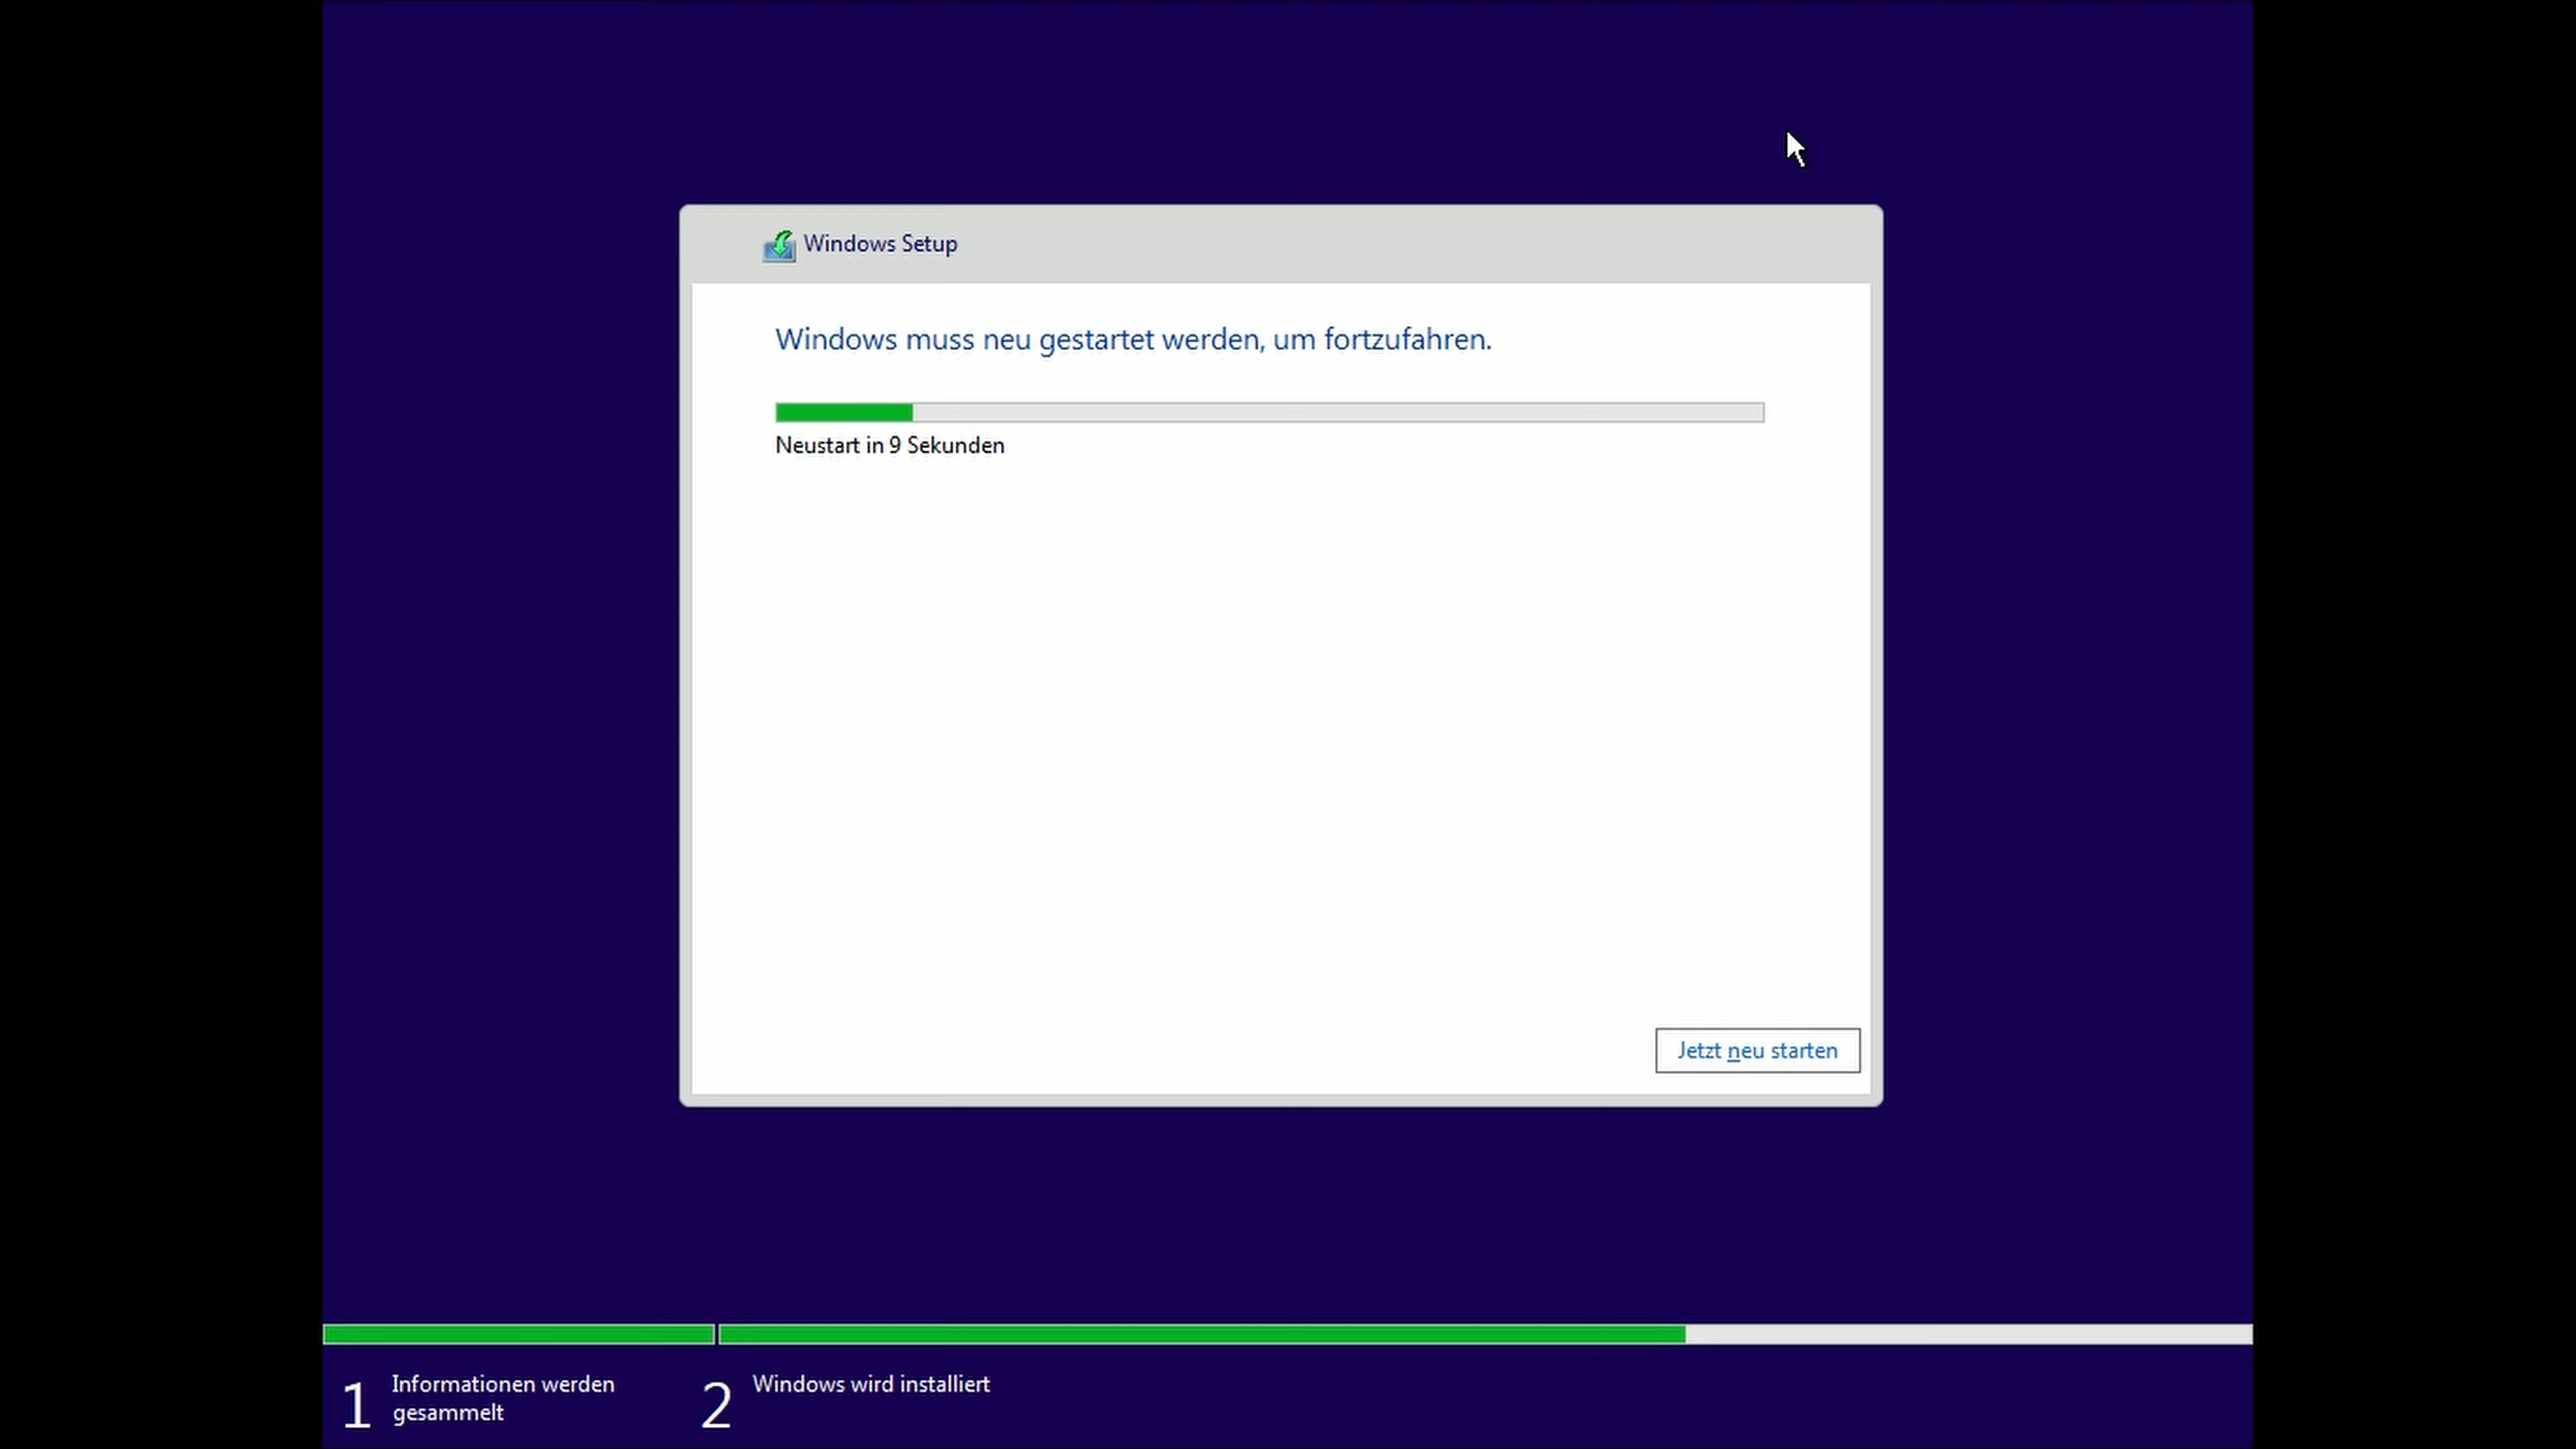 Windows Setup
Windows muss neu gestartet werden, um fortzufahren.
Neustart in 9 Sekunden
Jetzt neu starten
1 Informationen werden
gesammelt
2 Windows wird installiert